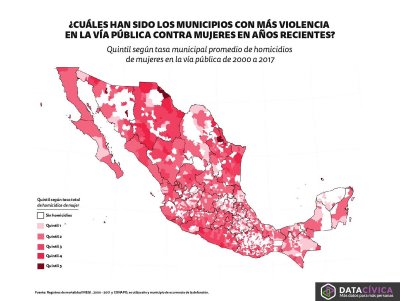 ¿CUÁLES HAN SIDO LOS MUNICIPIOS CON MÁS VIOLENCIA
EN LA VÍA PÚBLICA CONTRA MUJERES EN AÑOS RECIENTES?
Quintil según tasa municipal promedio de homicidios
de mujeres en la vía pública de 2000 a 2017
Quintil según tasa total
de homicidios de mujer
Sin homicidios
Quintil 1
Quintil 2
Quintil 3
Quintil 4
Quintil 5
Fuente: Registros de mortalidad INEGI, 2000 - 2017 y CONAPO, se utiliza año y municipio de ocurrencia de la defunción.
DATACÍVICA
Más datos para más personas